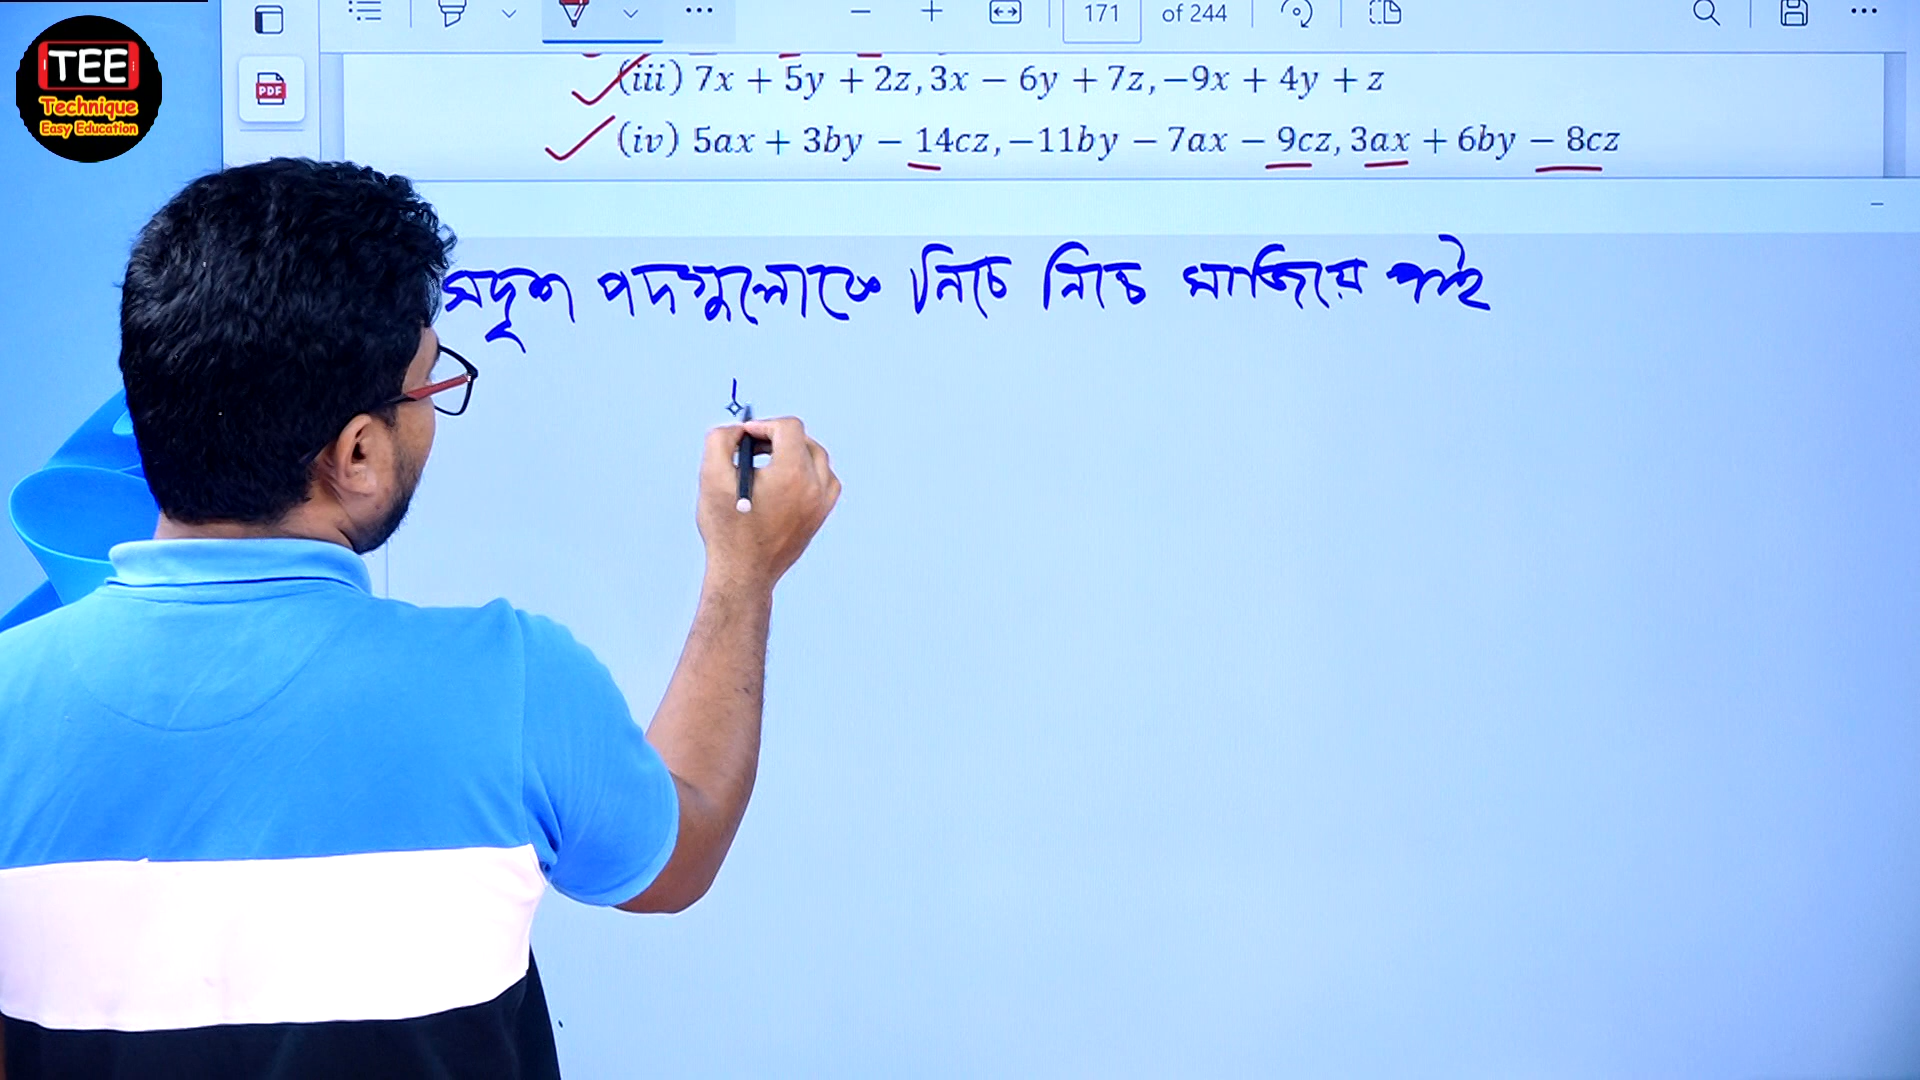 TEE
Technique
Easy Education
PDF
171 of 244
(iii) 7x + 5y + 2z, 3x − 6y + 7z, −9x + 4y + z
(iv) 5ax + 3by − 14cz, −11by − 7ax − 9cz, 3ax + 6by − 8cz
সদৃশ পদগুলোকে নিচে নিচে সাজিয়ে পাই